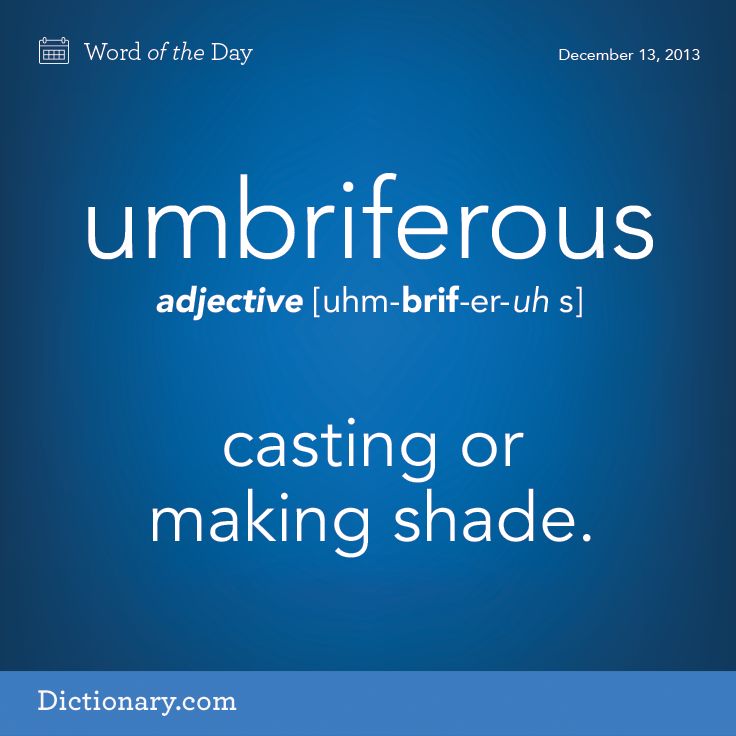 Word of the Day
December 13, 2013
umbriferous
adjective [uhm-brif-er-uh s]
casting or
making shade.
Dictionary.com